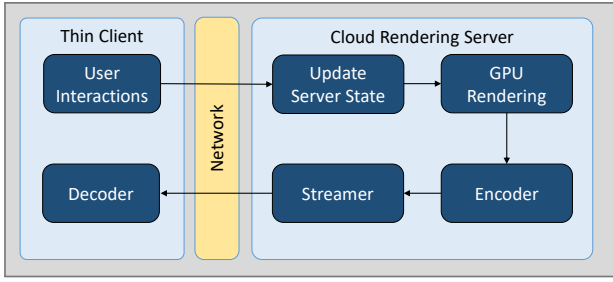 Thin Client
Cloud Rendering Server
User
Interactions
Network
Update
Server State
GPU
Rendering
Decoder
Streamer
Encoder